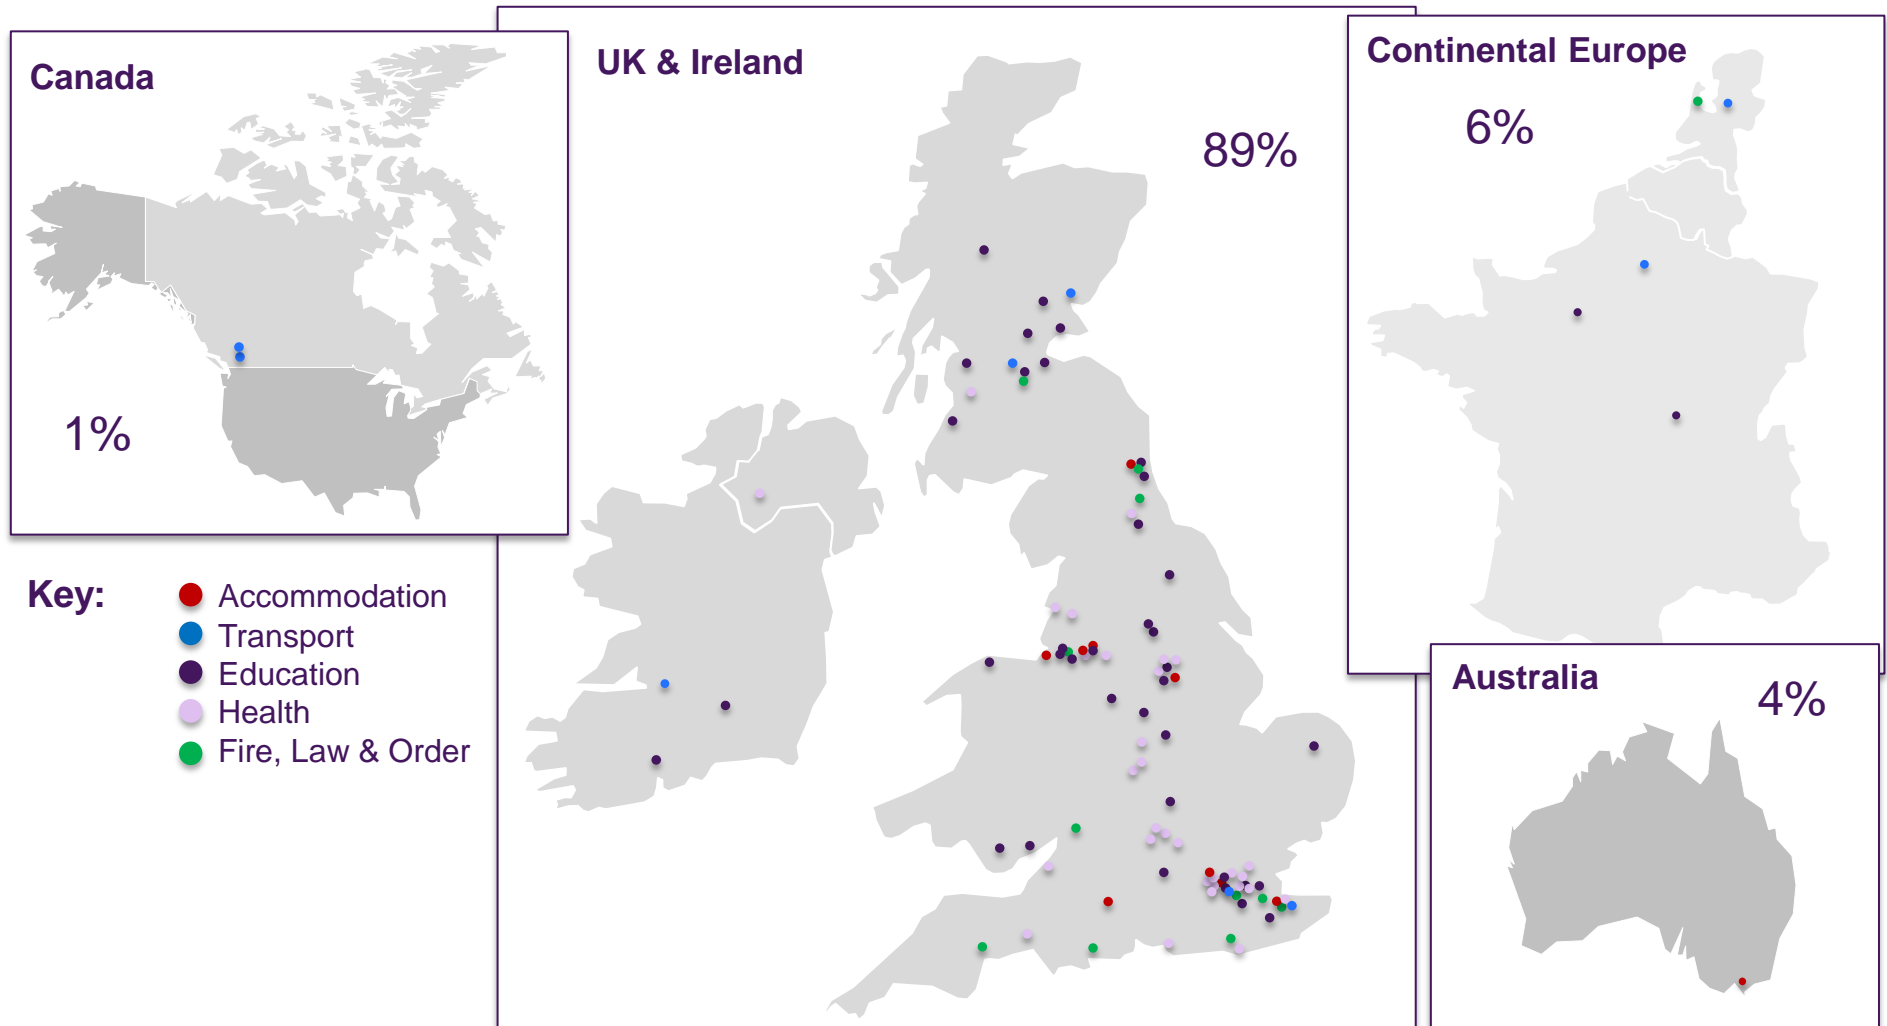 Canada
1%
UK & Ireland
89%
Continental Europe
6%
Australia
4%
Key:
Accommodation
Transport
Education
Health
Fire, Law & Order